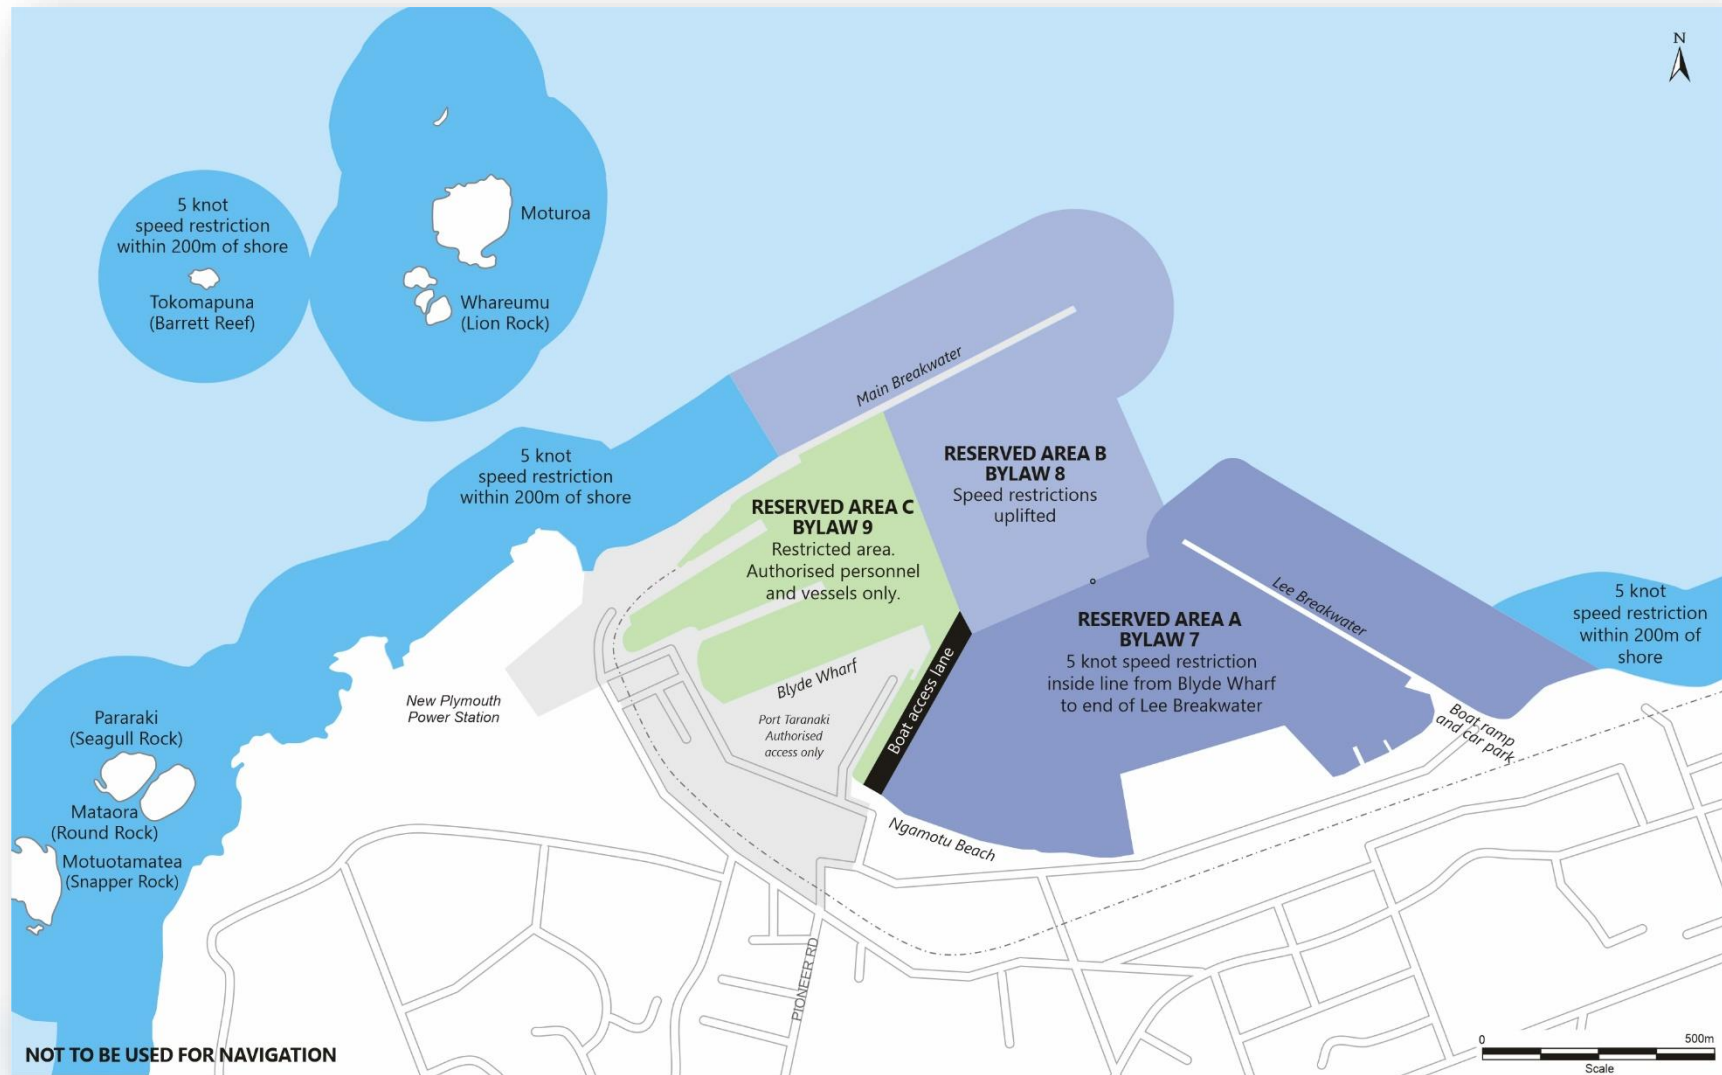 N
5 knot
speed restriction
within 200m of shore
Tokomapuna
(Barrett Reef)
Moturoa
Whareumu
(Lion Rock)
Main Breakwater
5 knot
speed restriction
within 200m of shore
RESERVED AREA B
BYLAW 8
Speed restrictions
uplifted
RESERVED AREA C
BYLAW 9
Restricted area.
Authorised personnel
and vessels only.
Lee Breakwater
5 knot
speed restriction
within 200m of
shore
RESERVED AREA A
BYLAW 7
5 knot speed restriction
inside line from Blyde Wharf
to end of Lee Breakwater
Boat access lane
Blyde Wharf
New Plymouth
Power Station
Port Taranaki
Authorised
access only
Boat ramp
and car park
Pararaki
(Seagull Rock)
Mataora
(Round Rock)
Motuotamatea
(Snapper Rock)
Ngamotu Beach
PIONEER RD
NOT TO BE USED FOR NAVIGATION
0 500m
Scale